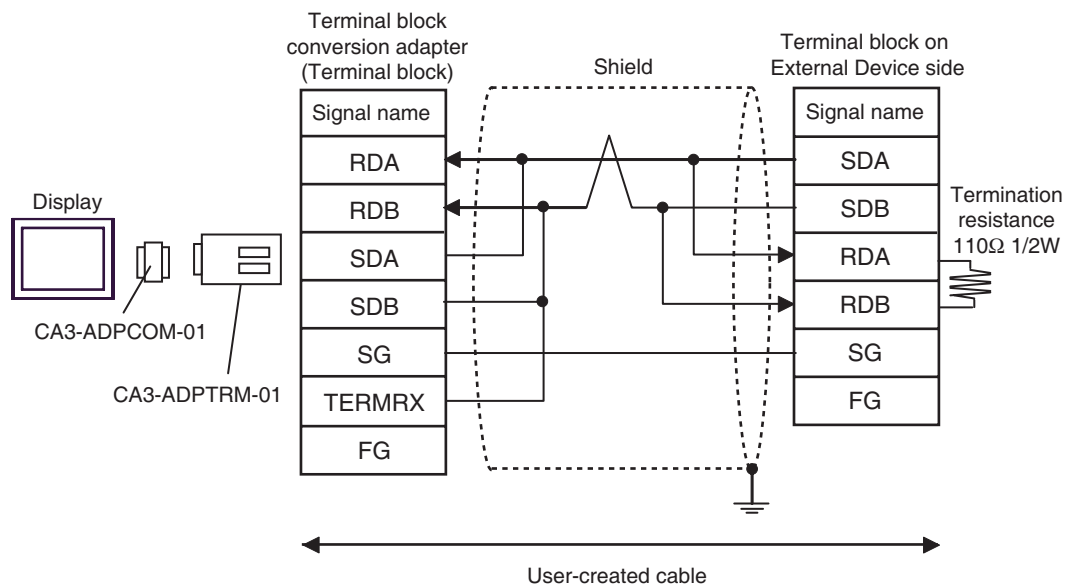 Terminal block
conversion adapter
(Terminal block)
Shield
Terminal block on
External Device side
Signal name
RDA
RDB
SDA
SDB
SG
TERMRX
FG
Signal name
SDA
SDB
RDA
RDB
SG
FG
Termination
resistance
110Ω 1/2W
Display
CA3-ADPCOM-01
CA3-ADPTRM-01
User-created cable